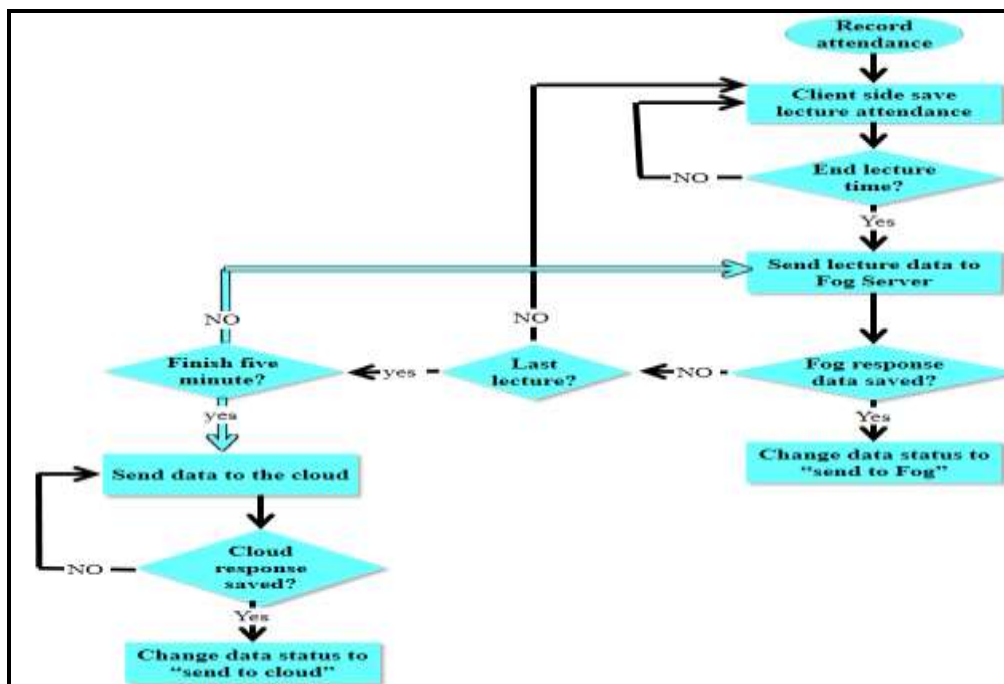 Record
attendance
Client side save
lecture attendance
End lecture
time?
NO
Yes
Send lecture data to
Fog Server
Fog response
data saved?
NO
Yes
Change data status to
“send to Fog”
Last
lecture?
NO
yes
Finish five
minute?
NO
yes
Send data to the cloud
Cloud
response
saved?
NO
Yes
Change data status to
“send to cloud”